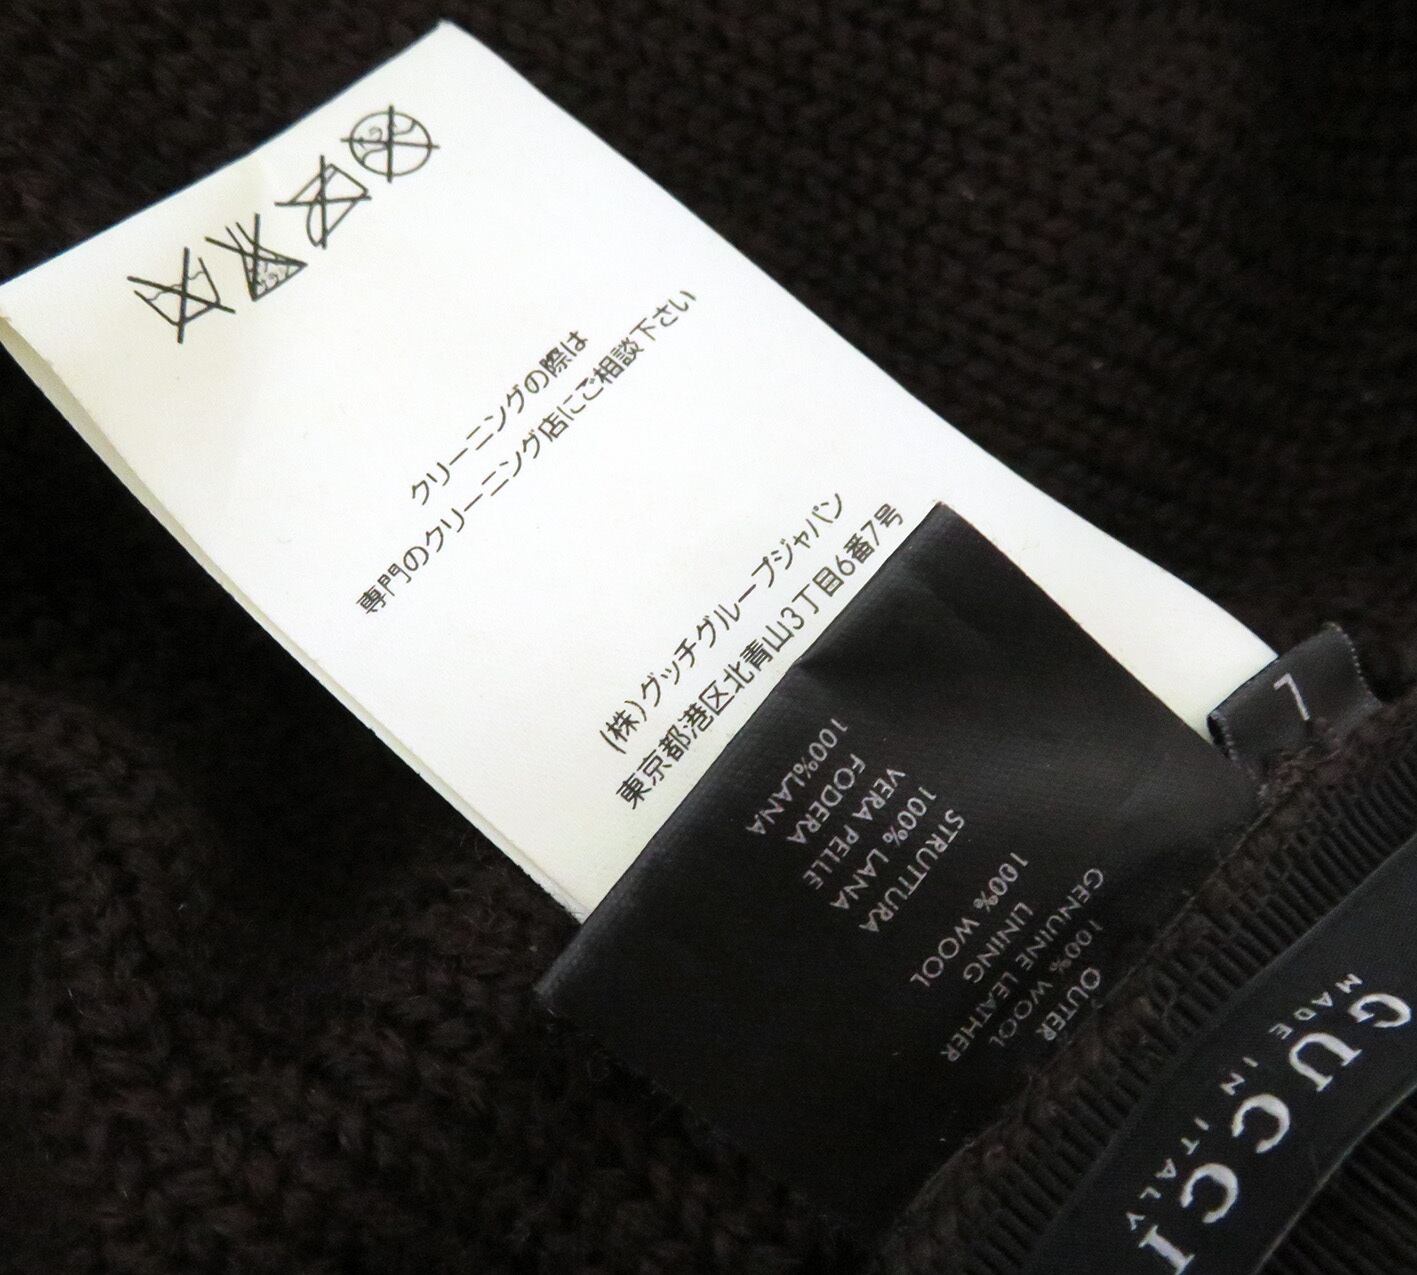 クリーニングの際は
専門のクリーニング店にご相談下さい
(株)グッチグループジャパン
東京都港区北青山3丁目6番7号
OUTER
100% WOOL
GENUINE LEATHER
LINING
100% WOOL
STRUTTURA
100% LANA
VERA PELLE
FODERA
100%LANA
GUCCI
MADE IN ITALY